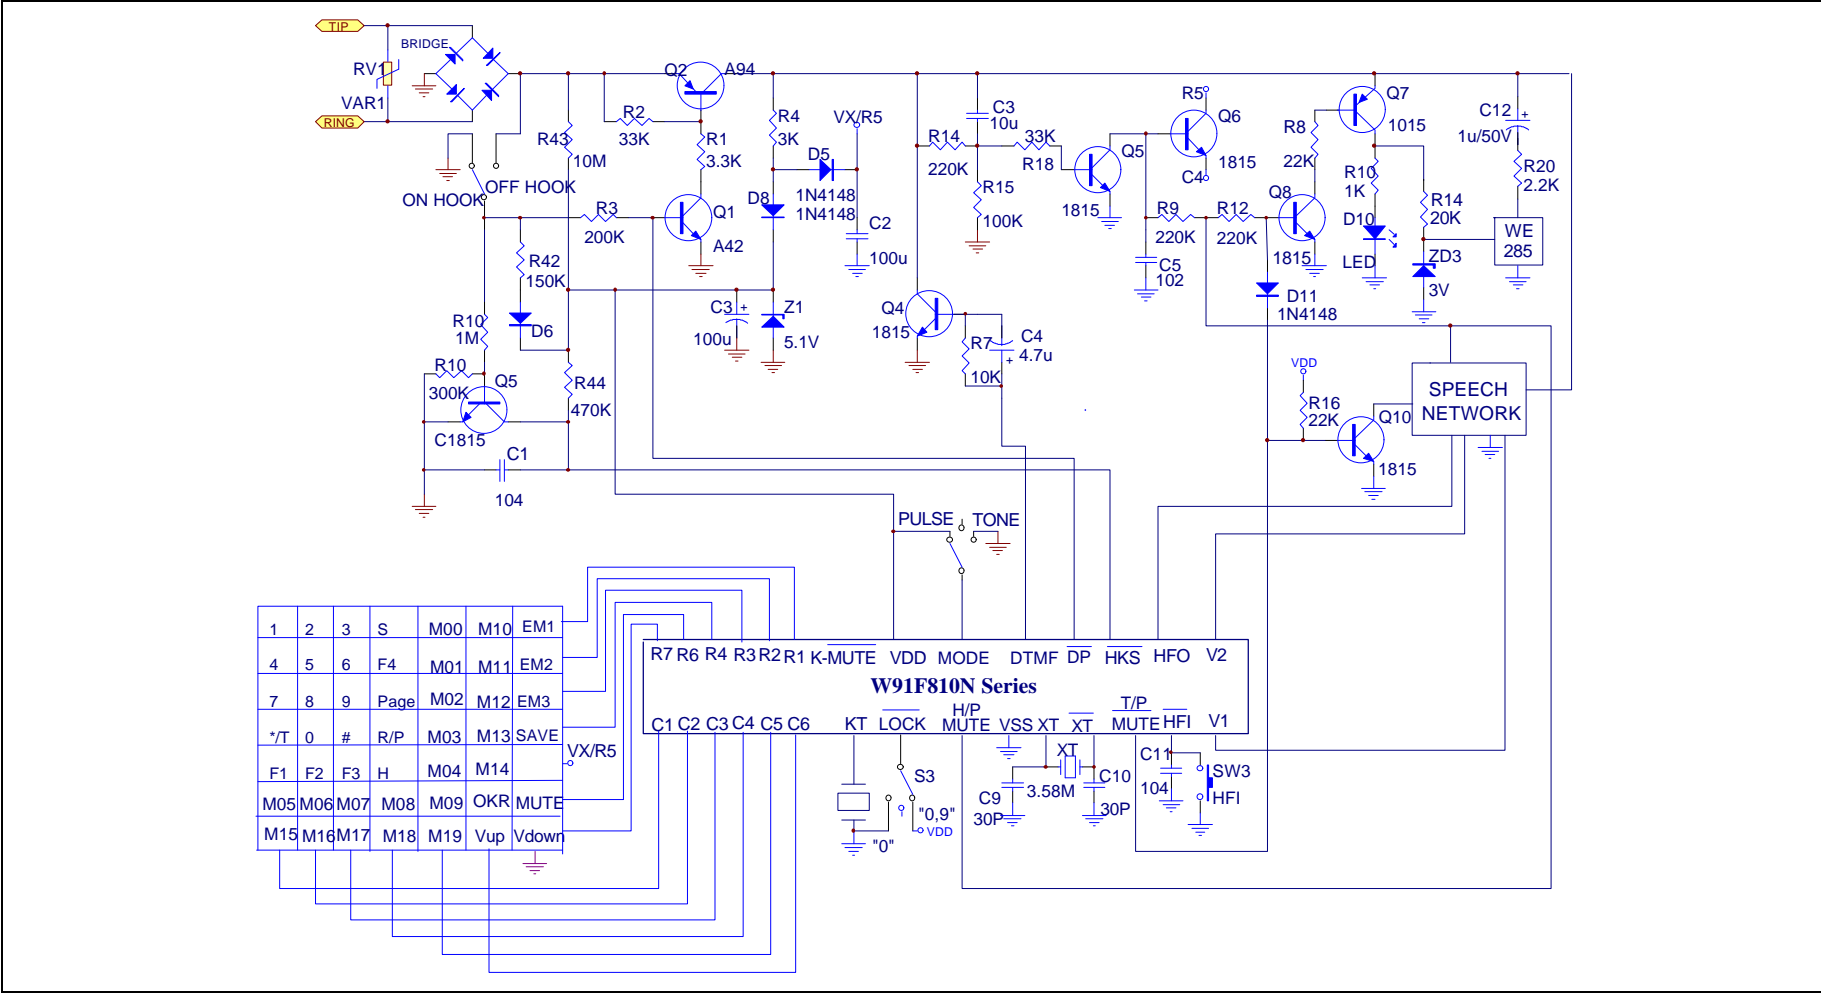 TIP
BRIDGE
RV1
VAR1
RING
Q2
A94
R2
33K
R1
3.3K
R43
10M
R4
3K
VX/R5
D5
1N4148
D8
1N4148
ON HOOK
OFF HOOK
R3
200K
Q1
A42
C2
100u
R42
150K
D6
R10
1M
R10
300K
Q5
C1815
R44
470K
C1
104
C3
+
100u
Z1
5.1V
R14
220K
C3
10u
33K
R18
R15
100K
Q5
1815
R5
Q6
1815
C4
R9
220K
R12
220K
C5
102
Q4
1815
R7
10K
C4
4.7u
+
R8
22K
Q7
1015
Q8
1815
R10
1K
D10
LED
R14
20K
ZD3
3V
C12
+
1u/50V
R20
2.2K
WE
285
D11
1N4148
VDD
R16
22K
Q10
1815
SPEECH
NETWORK
PULSE
TONE
1 2 3 S M00 M10 EM1
4 5 6 F4 M01 M11 EM2
7 8 9 Page M02 M12 EM3
*/T 0 # R/P M03 M13 SAVE
VX/R5
F1 F2 F3 H M04 M14
M05 M06 M07 M08 M09 OKR MUTE
M15 M16 M17 M18 M19 Vup Vdown
R7 R6 R4 R3 R2 R1 K-MUTE VDD MODE DTMF DP HKS HFO V2
W91F810N Series
C1 C2 C3 C4 C5 C6 KT LOCK H/P MUTE VSS XT XT T/P MUTE HFI V1
S3
"0,9"
VDD
"0"
XT
C9
30P
3.58M
C10
30P
C11
104
SW3
HFI